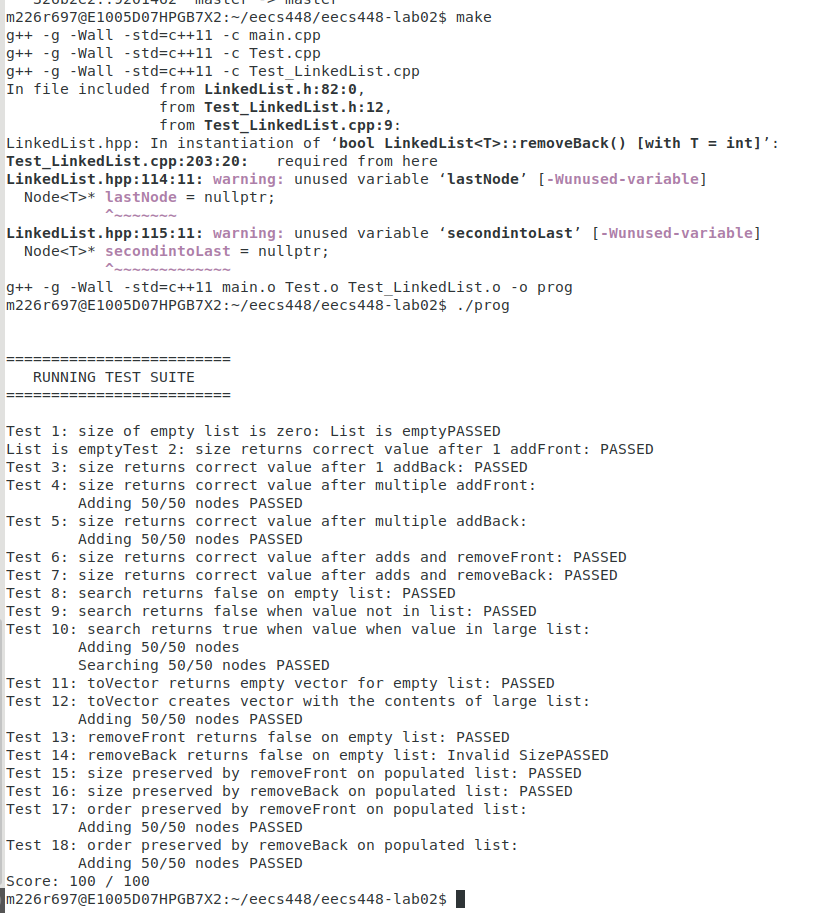 m226r697@E1005D07HPGB7X2:~/eecs448/eecs448-lab02$ make
g++ -g -Wall -std=c++11 -c main.cpp
g++ -g -Wall -std=c++11 -c Test.cpp
g++ -g -Wall -std=c++11 -c Test_LinkedList.cpp
In file included from LinkedList.h:82:0,
                 from Test_LinkedList.h:12,
                 from Test_LinkedList.cpp:9:
LinkedList.hpp: In instantiation of ‘bool LinkedList<T>::removeBack() [with T = int]’:
Test_LinkedList.cpp:203:20:   required from here
LinkedList.hpp:114:11: warning: unused variable ‘lastNode’ [-Wunused-variable]
  Node<T>* lastNode = nullptr;
           ^~~~~~~~
LinkedList.hpp:115:11: warning: unused variable ‘secondintoLast’ [-Wunused-variable]
  Node<T>* secondintoLast = nullptr;
           ^~~~~~~~~~~~~~
g++ -g -Wall -std=c++11 main.o Test.o Test_LinkedList.o -o prog
m226r697@E1005D07HPGB7X2:~/eecs448/eecs448-lab02$ ./prog
=========================
   RUNNING TEST SUITE
=========================
Test 1: size of empty list is zero: List is emptyPASSED
List is emptyTest 2: size returns correct value after 1 addFront: PASSED
Test 3: size returns correct value after 1 addBack: PASSED
Test 4: size returns correct value after multiple addFront:
        Adding 50/50 nodes PASSED
Test 5: size returns correct value after multiple addBack:
        Adding 50/50 nodes PASSED
Test 6: size returns correct value after adds and removeFront: PASSED
Test 7: size returns correct value after adds and removeBack: PASSED
Test 8: search returns false on empty list: PASSED
Test 9: search returns false when value not in list: PASSED
Test 10: search returns true when value when value in large list:
        Adding 50/50 nodes
        Searching 50/50 nodes PASSED
Test 11: toVector returns empty vector for empty list: PASSED
Test 12: toVector creates vector with the contents of large list:
        Adding 50/50 nodes PASSED
Test 13: removeFront returns false on empty list: PASSED
Test 14: removeBack returns false on empty list: Invalid SizePASSED
Test 15: size preserved by removeFront on populated list: PASSED
Test 16: size preserved by removeBack on populated list: PASSED
Test 17: order preserved by removeFront on populated list:
        Adding 50/50 nodes PASSED
Test 18: order preserved by removeBack on populated list:
        Adding 50/50 nodes PASSED
Score: 100 / 100
m226r697@E1005D07HPGB7X2:~/eecs448/eecs448-lab02$